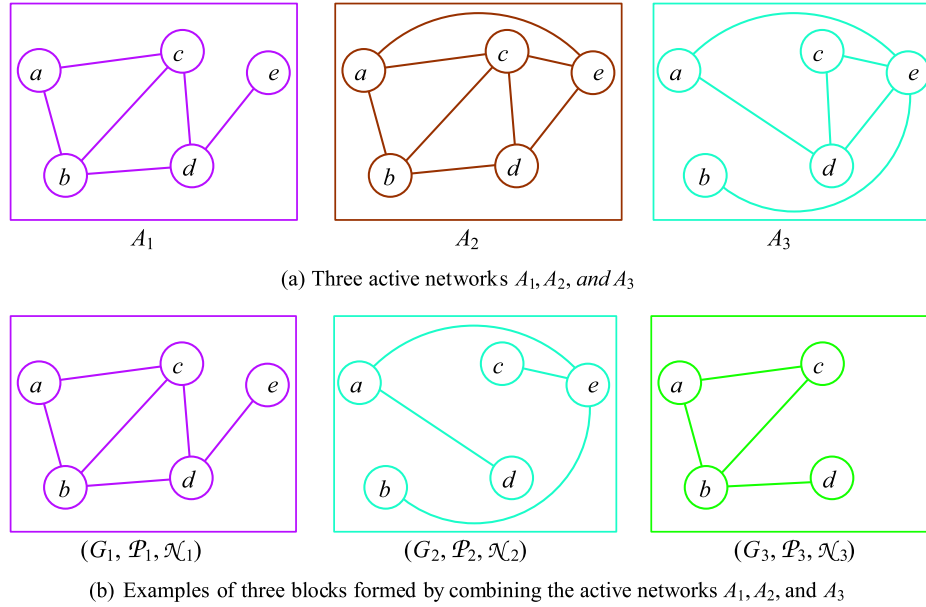 a c e b d
a c e b d
a c e b d
A₁ A₂ A₃
(a) Three active networks A₁, A₂, and A₃
a c e b d
a c e b d
a c b d
(G₁, 𝒫₁, 𝒩₁) (G₂, 𝒫₂, 𝒩₂) (G₃, 𝒫₃, 𝒩₃)
(b) Examples of three blocks formed by combining the active networks A₁, A₂, and A₃